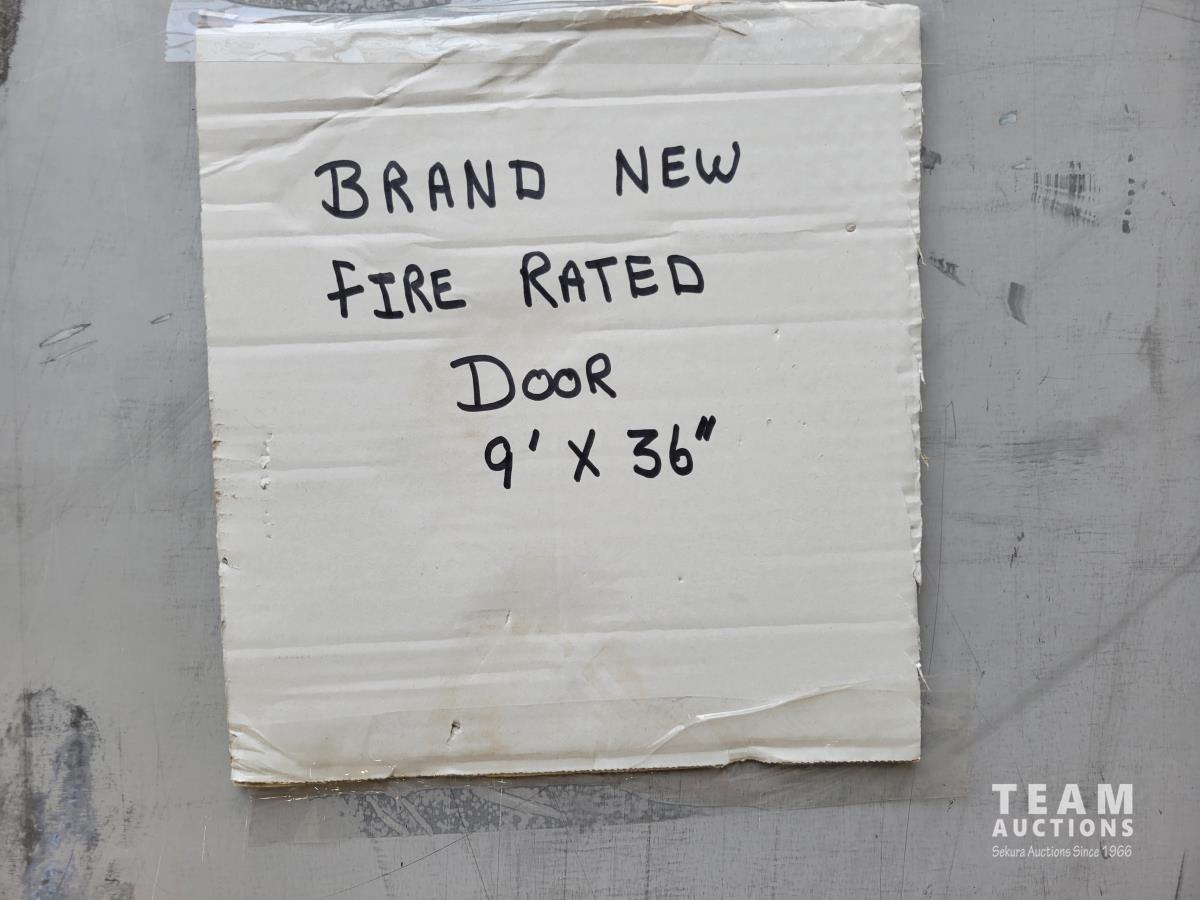 BRAND NEW
FIRE RATED
DOOR
9' X 36"
TEAM
AUCTIONS
Sekura Auctions Since 1966